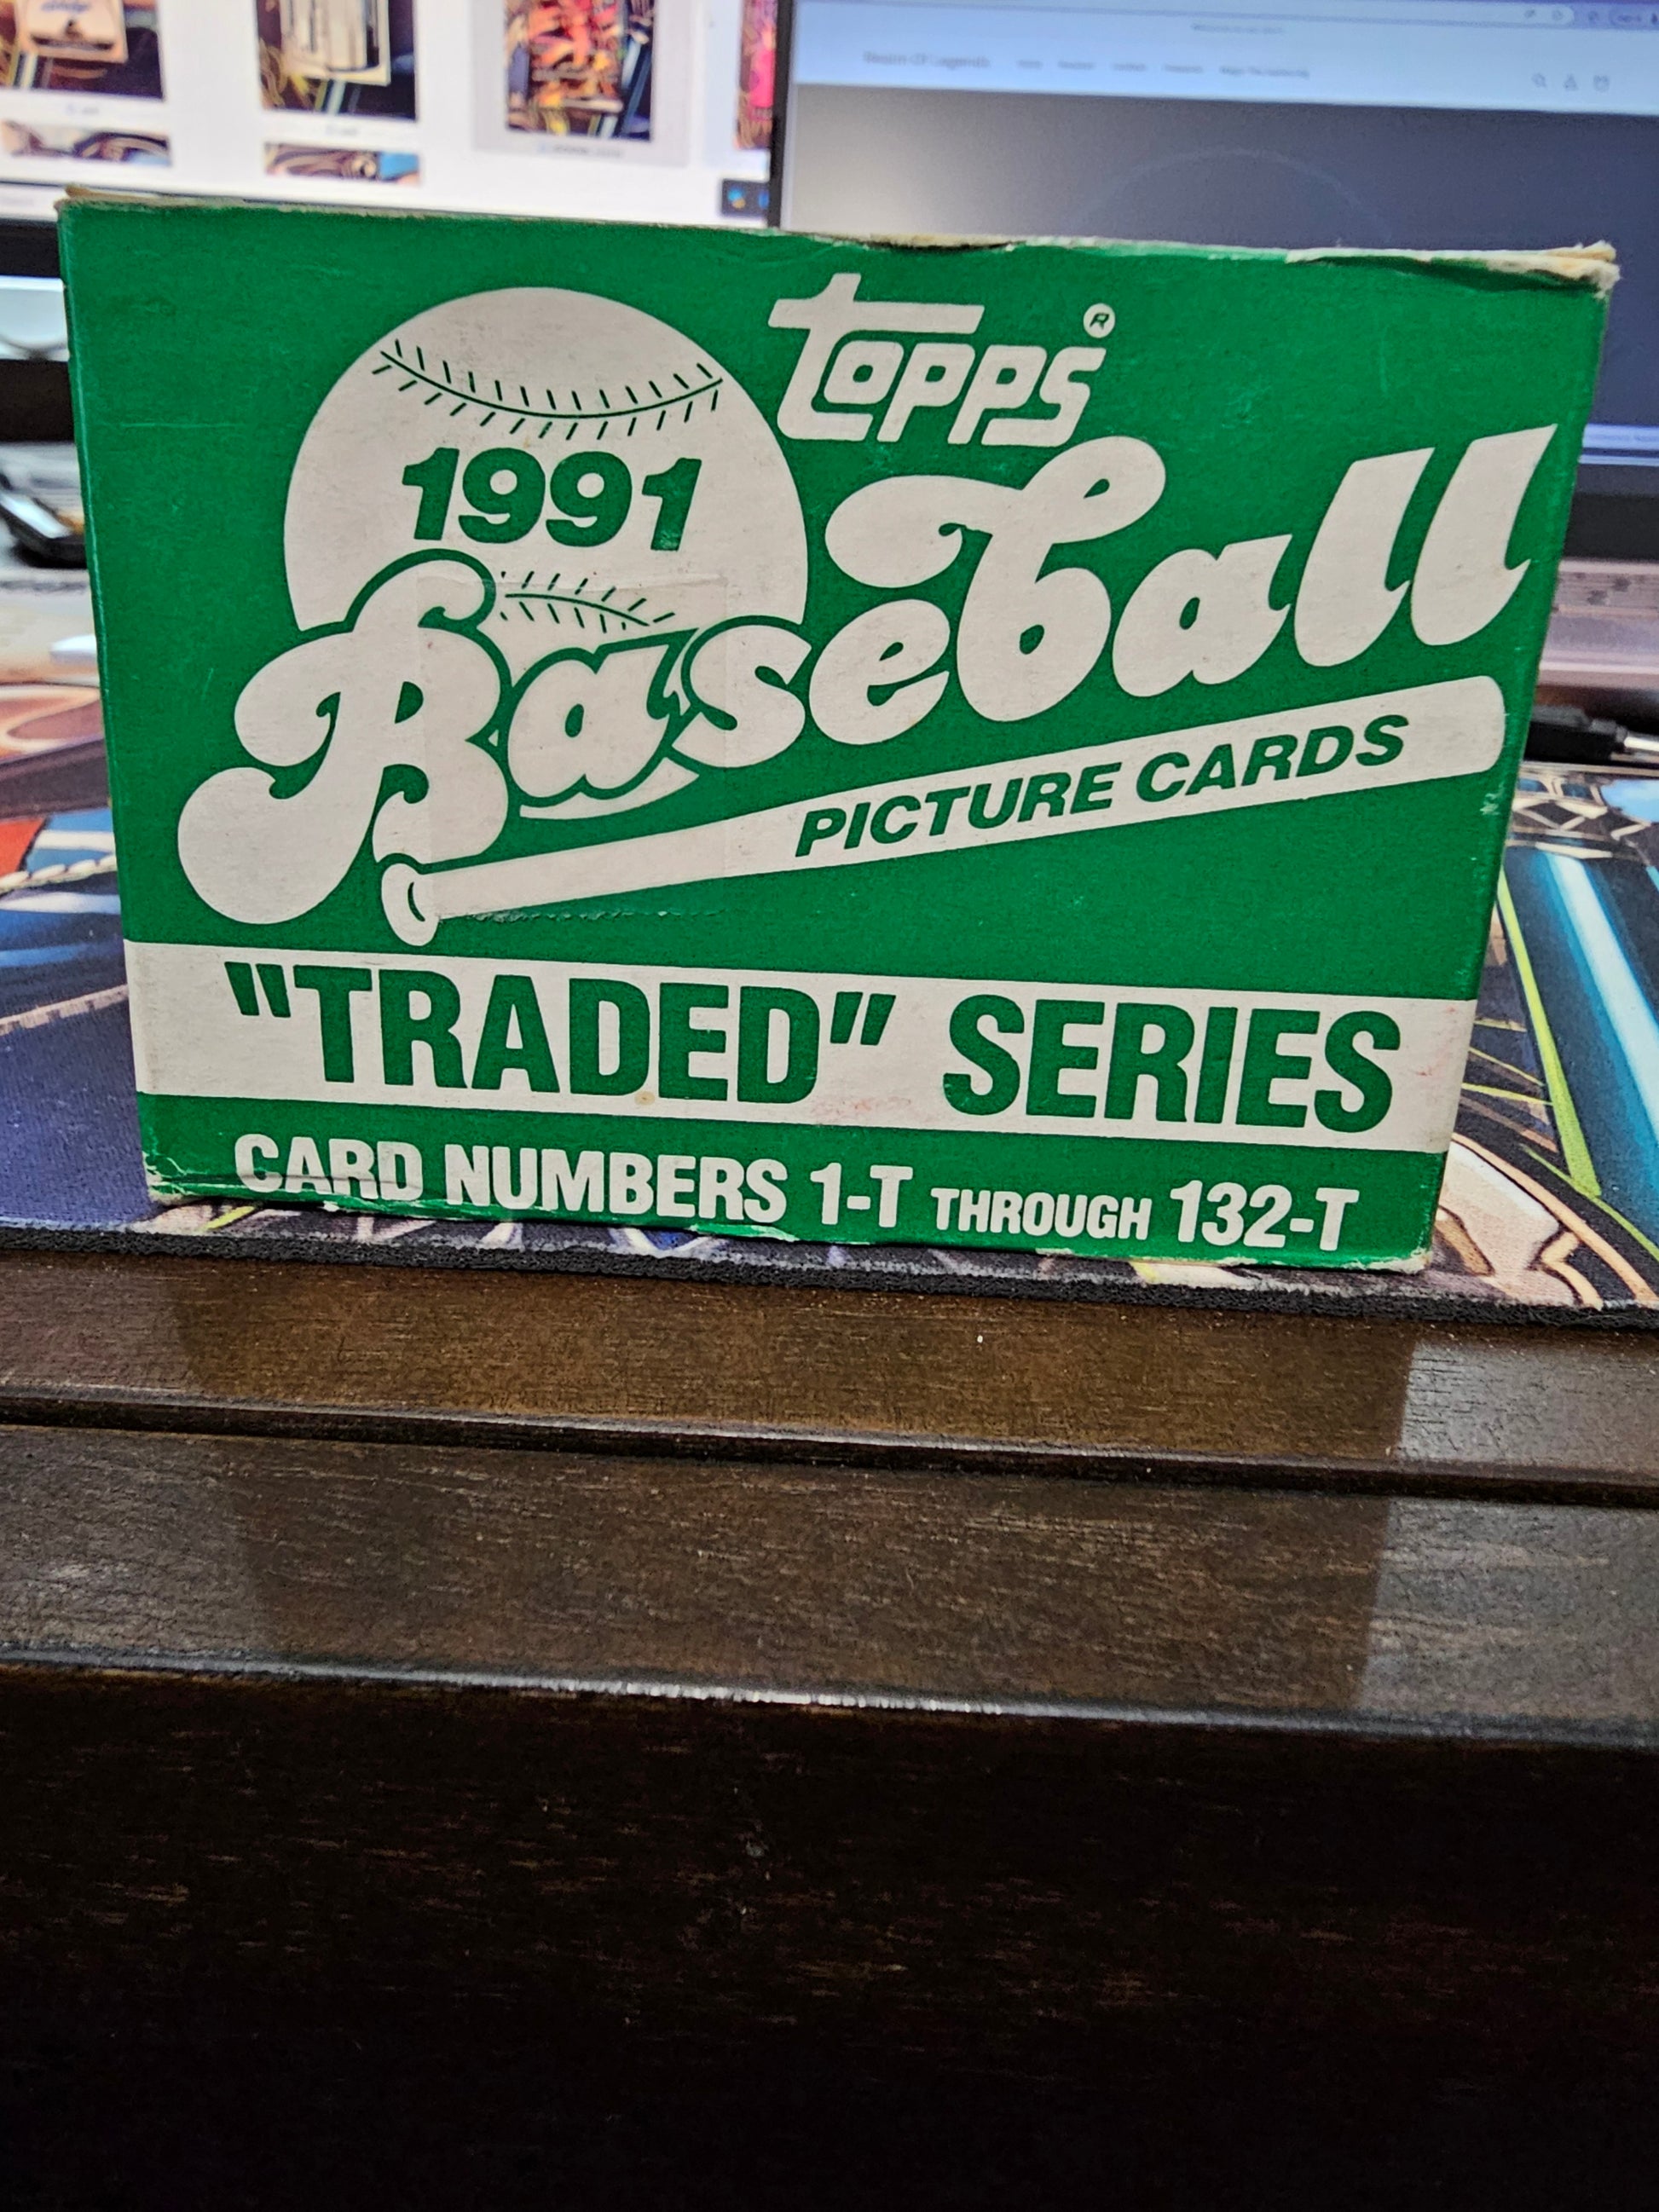 topps®
1991
Baseball
PICTURE CARDS
"TRADED" SERIES
CARD NUMBERS 1-T THROUGH 132-T